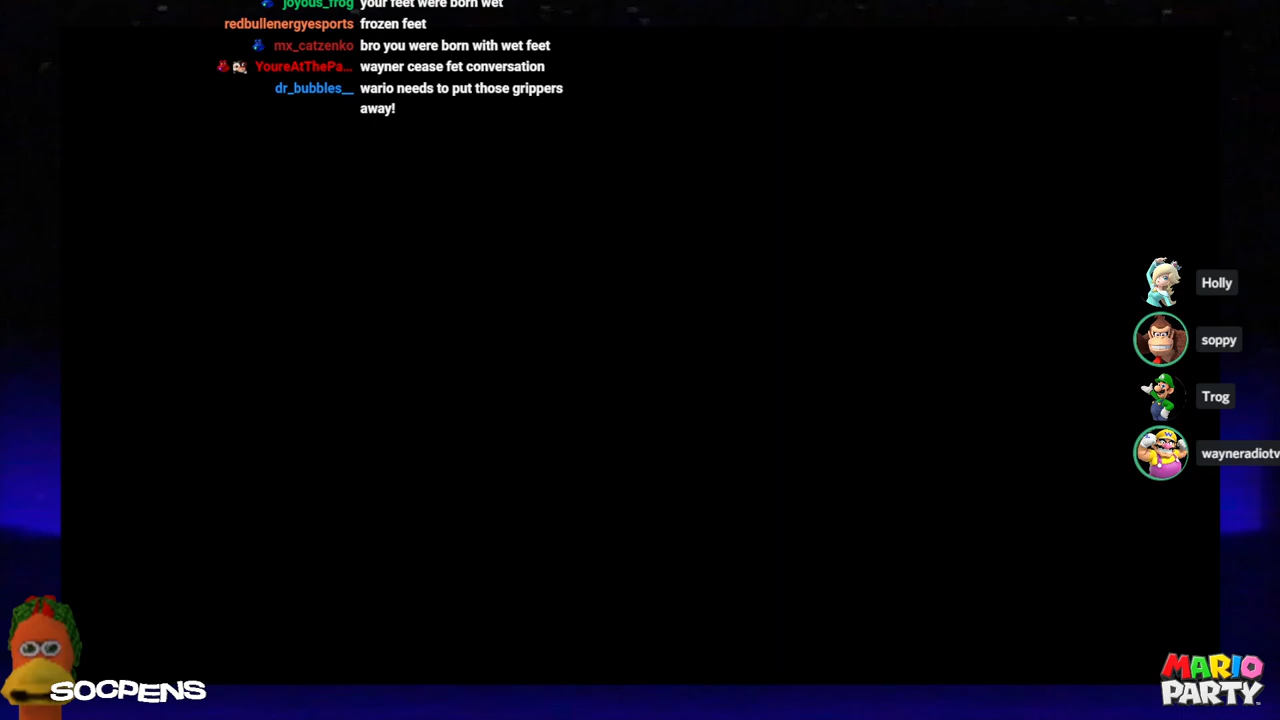 joyous_frog your feet were born wet
redbullenergyesports frozen feet
mx_catzenko bro you were born with wet feet
YoureAtThePa... wayner cease fet conversation
dr_bubbles__ wario needs to put those grippers
away!
Holly
soppy
Trog
wayneradiotv
SOCPENS
MARIO
PARTY